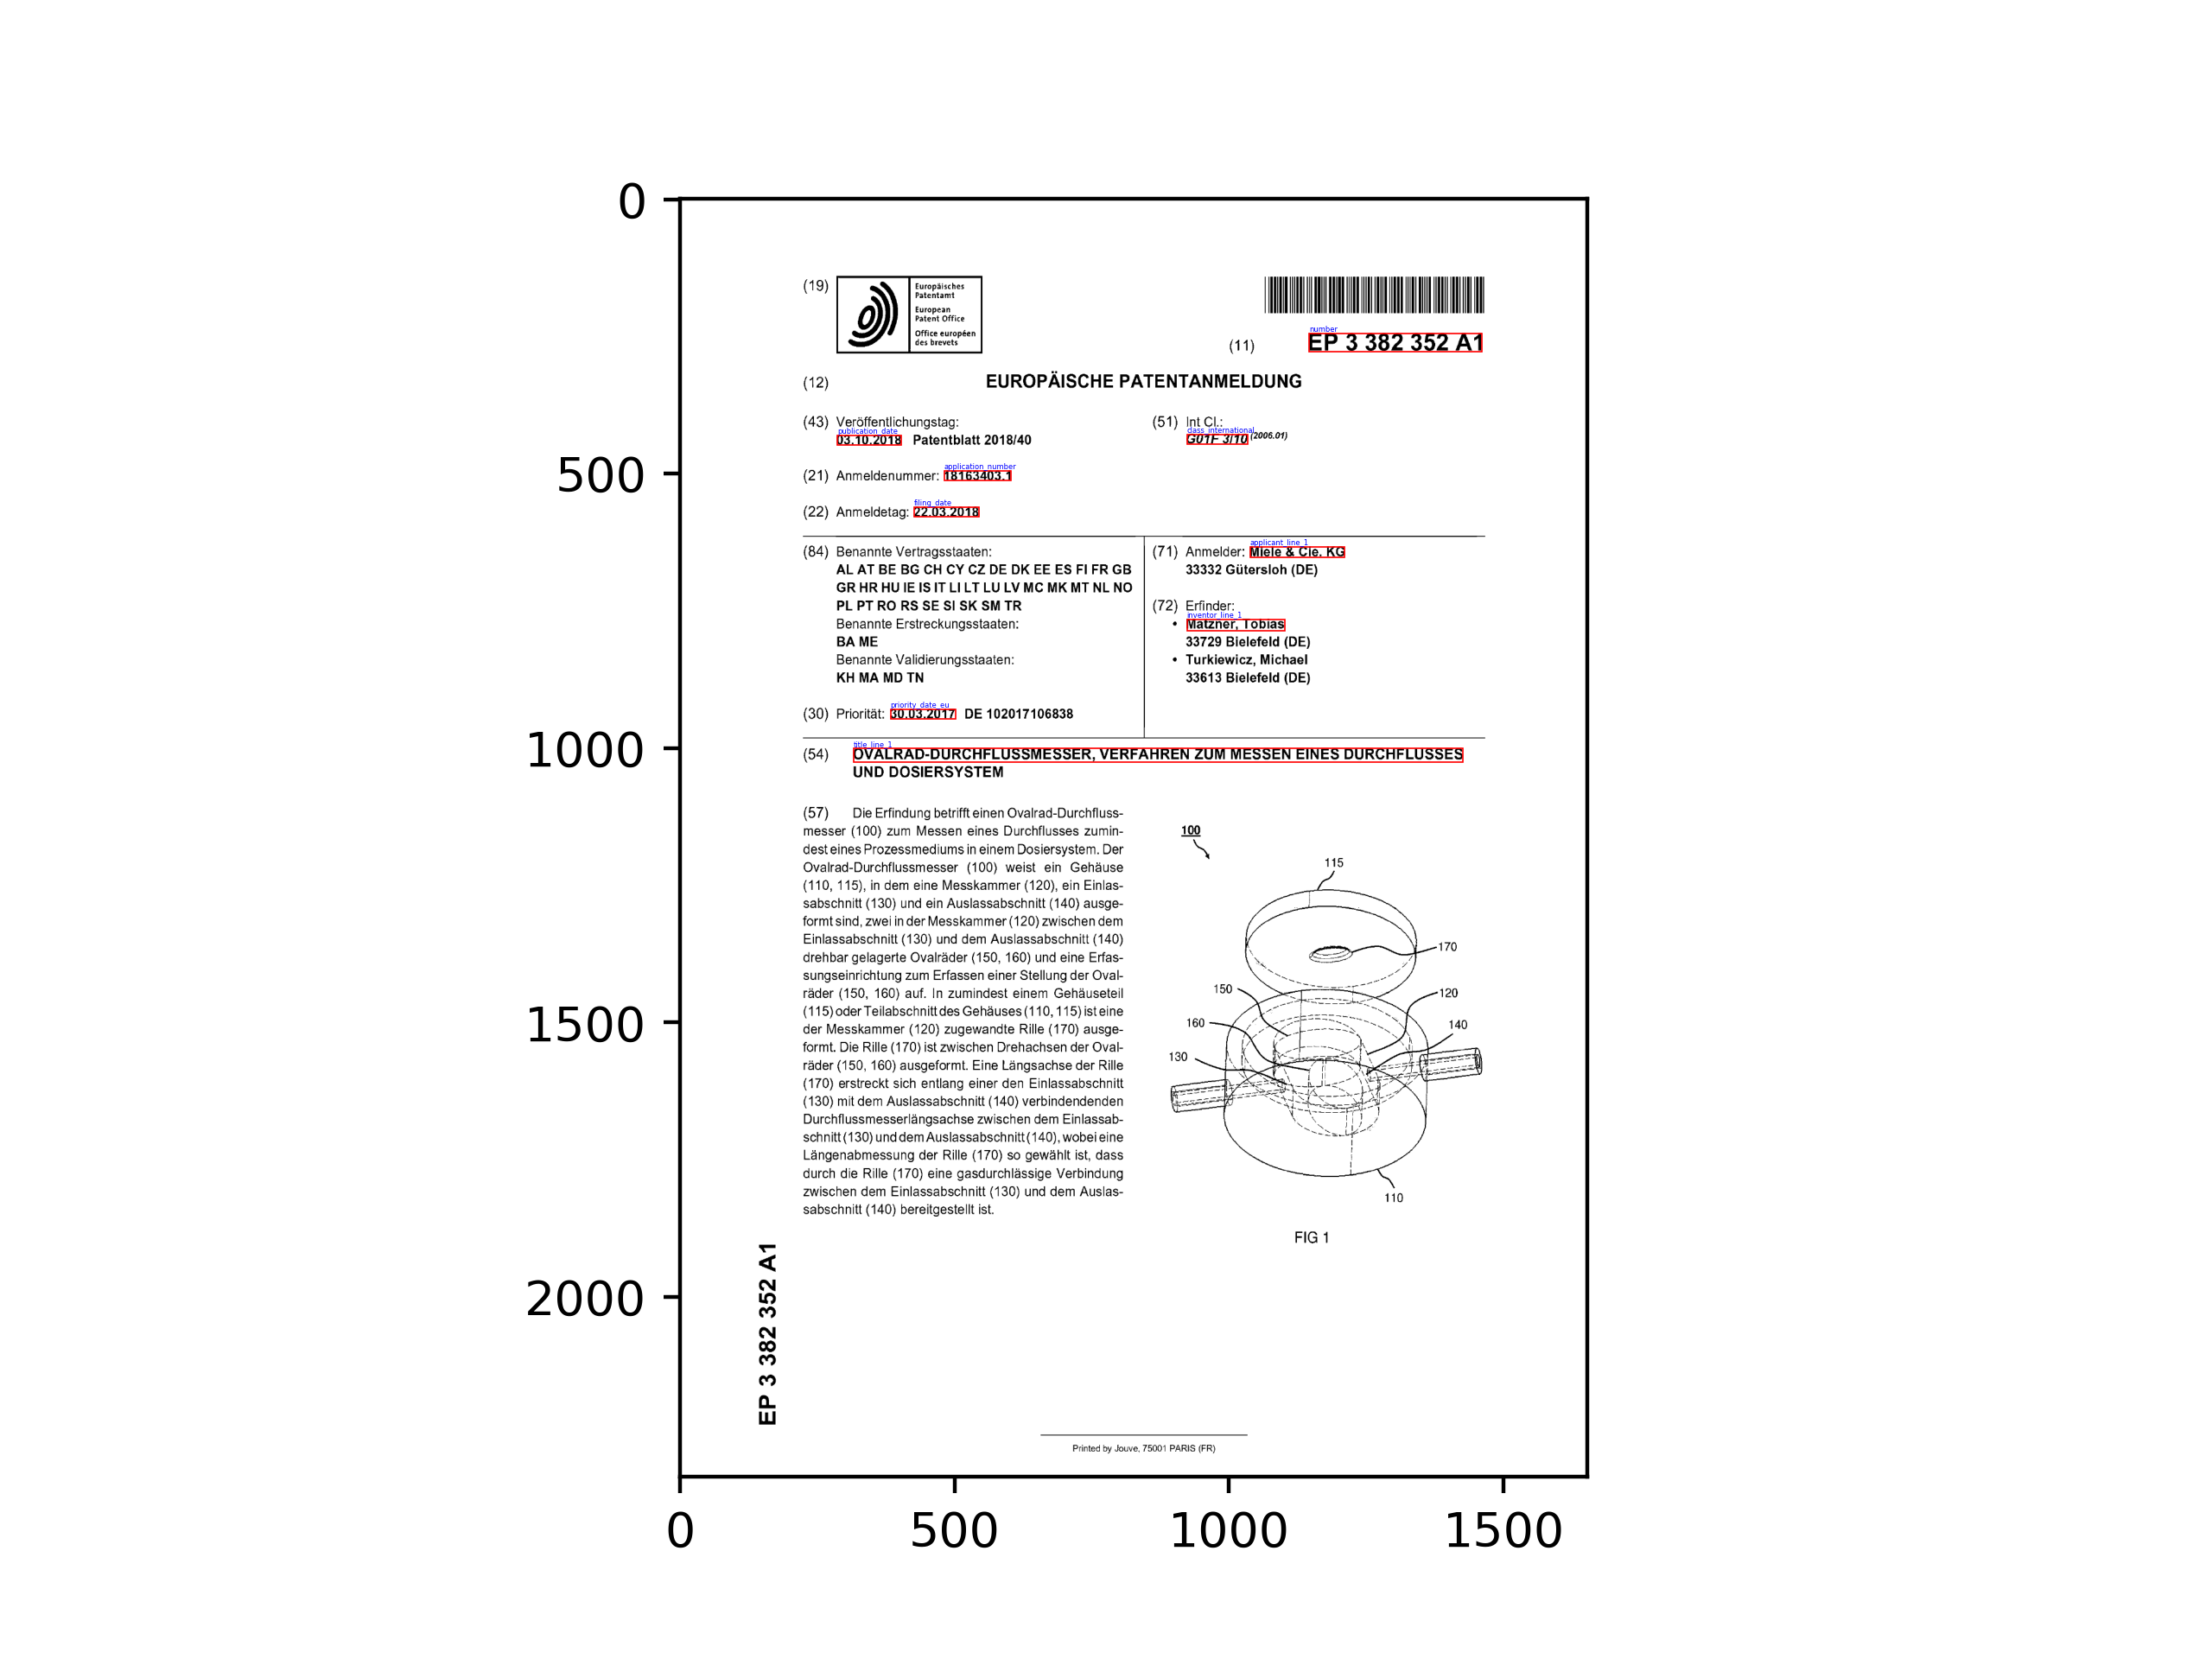 0
500
1000
1500
2000
0
500
1000
1500
(19)
Europäisches
Patentamt
European
Patent Office
Office européen
des brevets
number
(11)
EP 3 382 352 A1
(12)
EUROPÄISCHE PATENTANMELDUNG
(43) Veröffentlichungstag:
publication_date
03.10.2018 Patentblatt 2018/40
(51) Int Cl.:
class_international
G01F 3/10 (2006.01)
application_number
(21) Anmeldenummer: 18163403.1
filing_date
(22) Anmeldetag: 22.03.2018
(84) Benannte Vertragsstaaten:
AL AT BE BG CH CY CZ DE DK EE ES FI FR GB
GR HR HU IE IS IT LI LT LU LV MC MK MT NL NO
PL PT RO RS SE SI SK SM TR
Benannte Erstreckungsstaaten:
BA ME
Benannte Validierungsstaaten:
KH MA MD TN
priority_date_eu
(30) Priorität: 30.03.2017 DE 102017106838
applicant_line_1
(71) Anmelder: Miele & Cie. KG
33332 Gütersloh (DE)
(72) Erfinder:
inventor_line_1
• Matzner, Tobias
33729 Bielefeld (DE)
• Turkiewicz, Michael
33613 Bielefeld (DE)
title_line_1
(54) OVALRAD-DURCHFLUSSMESSER, VERFAHREN ZUM MESSEN EINES DURCHFLUSSES
UND DOSIERSYSTEM
(57) Die Erfindung betrifft einen Ovalrad-Durchfluss-
messer (100) zum Messen eines Durchflusses zumin-
dest eines Prozessmediums in einem Dosiersystem. Der
Ovalrad-Durchflussmesser (100) weist ein Gehäuse
(110, 115), in dem eine Messkammer (120), ein Einlas-
sabschnitt (130) und ein Auslassabschnitt (140) ausge-
formt sind, zwei in der Messkammer (120) zwischen dem
Einlassabschnitt (130) und dem Auslassabschnitt (140)
drehbar gelagerte Ovalräder (150, 160) und eine Erfas-
sungseinrichtung zum Erfassen einer Stellung der Oval-
räder (150, 160) auf. In zumindest einem Gehäuseteil
(115) oder Teilabschnitt des Gehäuses (110, 115) ist eine
der Messkammer (120) zugewandte Rille (170) ausge-
formt. Die Rille (170) ist zwischen Drehachsen der Oval-
räder (150, 160) ausgeformt. Eine Längsachse der Rille
(170) erstreckt sich entlang einer den Einlassabschnitt
(130) mit dem Auslassabschnitt (140) verbindendenden
Durchflussmesserlängsachse zwischen dem Einlassab-
schnitt (130) und dem Auslassabschnitt (140), wobei eine
Längenabmessung der Rille (170) so gewählt ist, dass
durch die Rille (170) eine gasdurchlässige Verbindung
zwischen dem Einlassabschnitt (130) und dem Auslas-
sabschnitt (140) bereitgestellt ist.
100
115
170
150
120
160
140
130
110
FIG 1
EP 3 382 352 A1
Printed by Jouve, 75001 PARIS (FR)